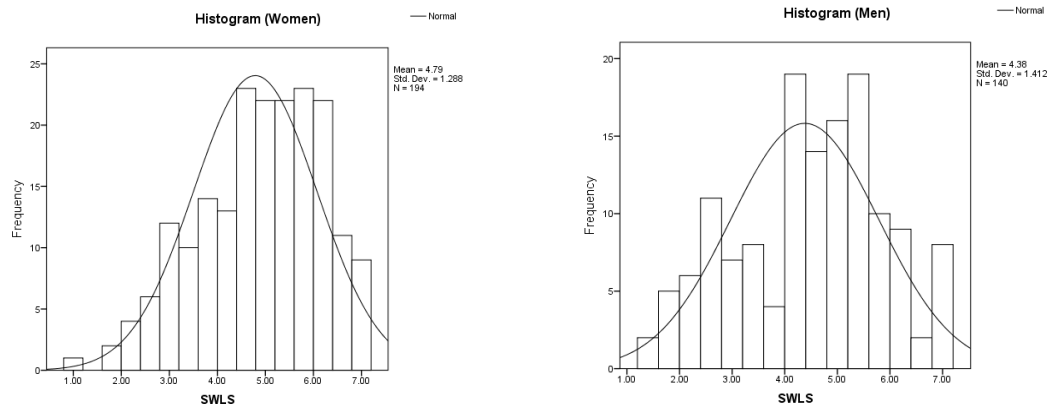 Histogram (Women)
Normal
Mean = 4.79
Std. Dev. = 1.288
N = 194
Frequency
25
20
15
10
5
0
1.00 2.00 3.00 4.00 5.00 6.00 7.00
SWLS
Histogram (Men)
Normal
Mean = 4.38
Std. Dev. = 1.412
N = 140
Frequency
20
15
10
5
0
1.00 2.00 3.00 4.00 5.00 6.00 7.00
SWLS